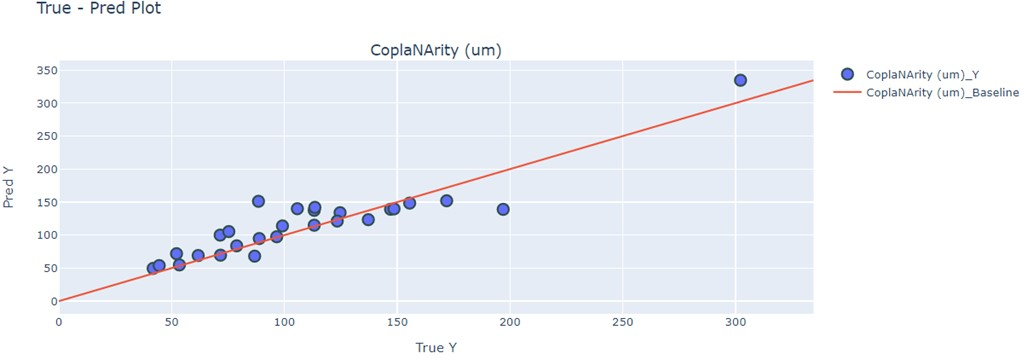 True - Pred Plot
CoplaNArity (um)
350
300
250
200
150
100
50
0
Pred Y
0 50 100 150 200 250 300
True Y
CoplaNArity (um)_Y
CoplaNArity (um)_Baseline